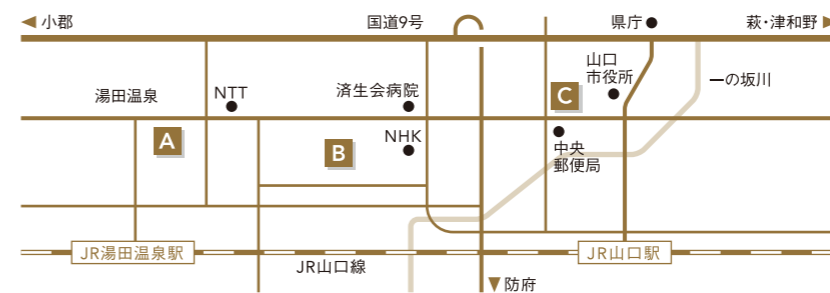 小郡
国道9号
県庁
萩・津和野
湯田温泉
NTT
済生会病院
C
山口
市役所
一の坂川
A
B
NHK
中央
郵便局
JR湯田温泉駅
JR山口線
JR山口駅
防府